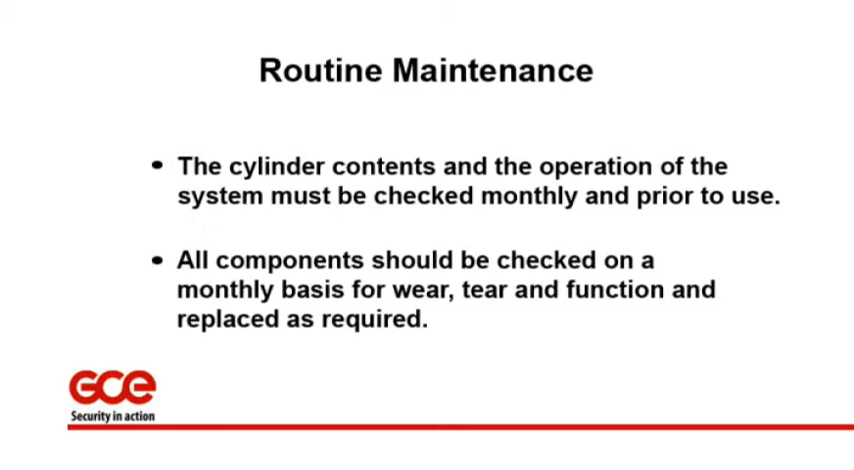 Routine Maintenance
• The cylinder contents and the operation of the
system must be checked monthly and prior to use.
• All components should be checked on a
monthly basis for wear, tear and function and
replaced as required.
GCE
Security in action